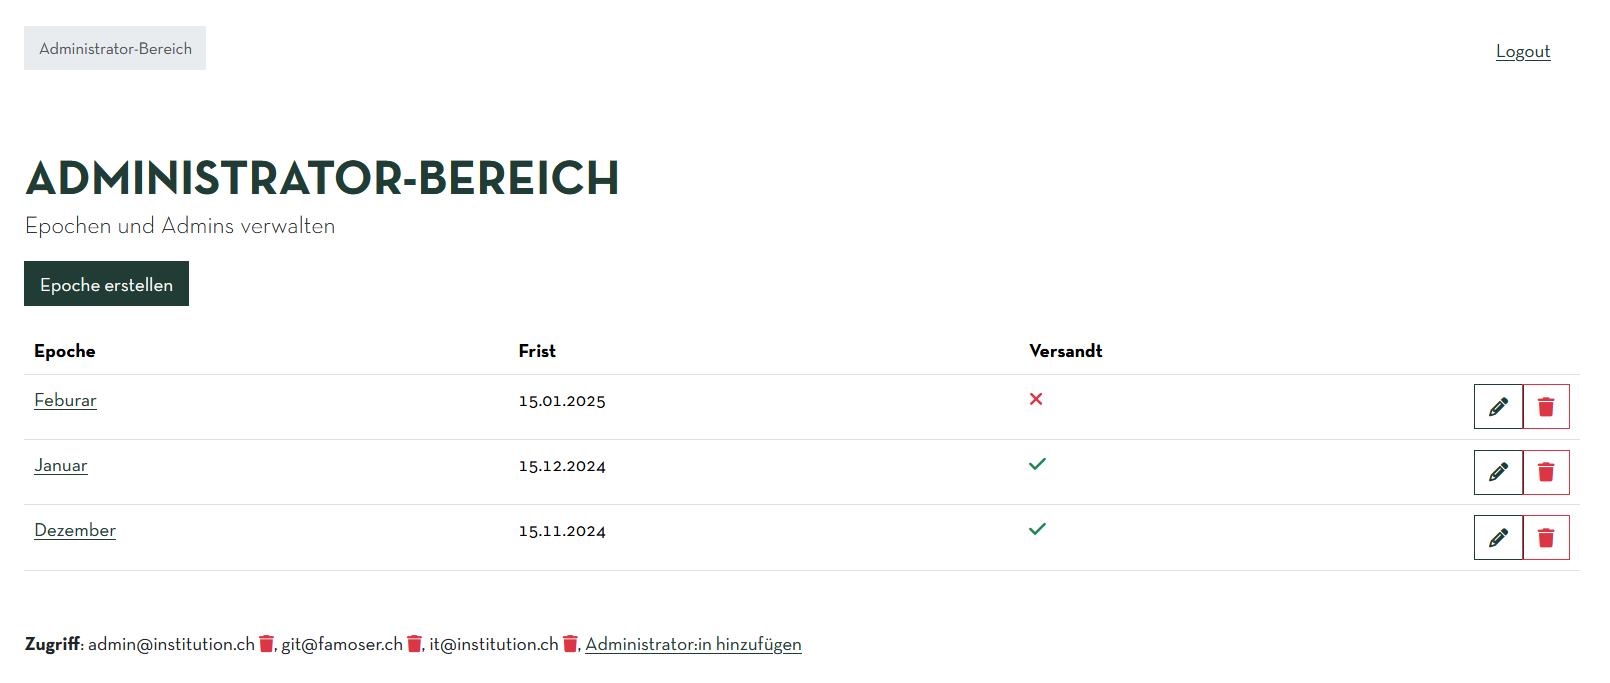 Administrator-Bereich
Logout
ADMINISTRATOR-BEREICH
Epochen und Admins verwalten
Epoche erstellen
Epoche Frist Versandt
Feburar 15.01.2025
Januar 15.12.2024
Dezember 15.11.2024
Zugriff: admin@institution.ch , git@famoser.ch , it@institution.ch , Administrator:in hinzufügen